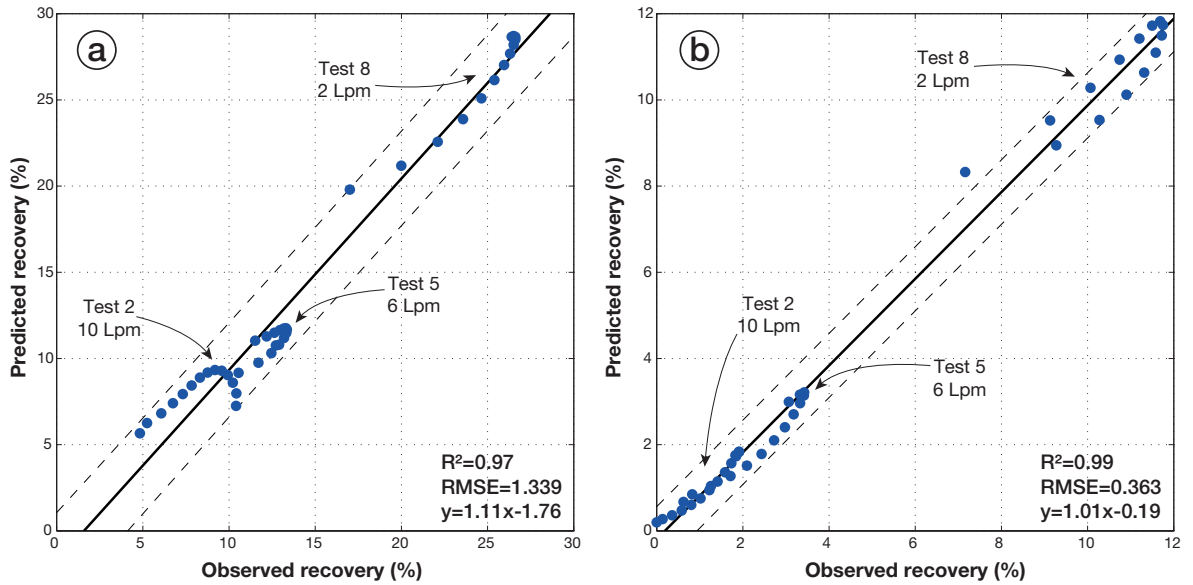 a
Predicted recovery (%)
30
25
20
15
10
5
0
Test 8
2 Lpm
Test 5
6 Lpm
Test 2
10 Lpm
R²=0.97
RMSE=1.339
y=1.11x-1.76
0 5 10 15 20 25 30
Observed recovery (%)
b
Predicted recovery (%)
12
10
8
6
4
2
0
Test 8
2 Lpm
Test 2
10 Lpm
Test 5
6 Lpm
R²=0.99
RMSE=0.363
y=1.01x-0.19
0 2 4 6 8 10 12
Observed recovery (%)